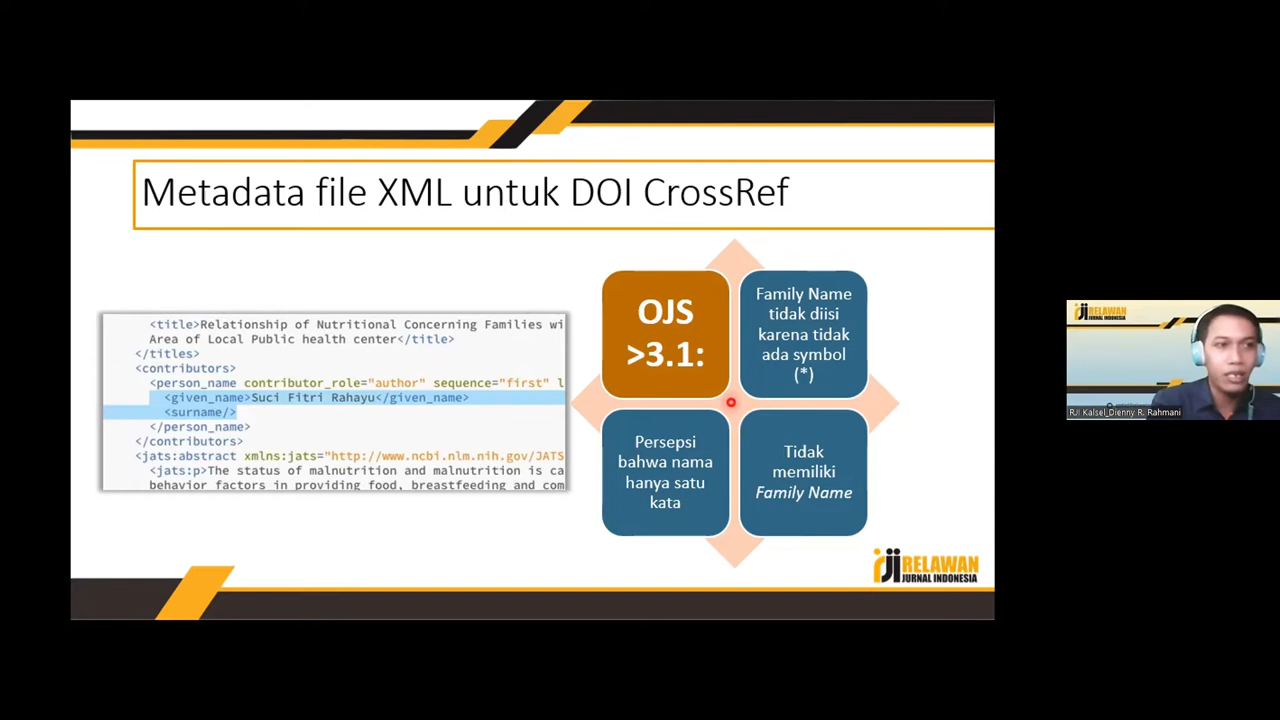 Metadata file XML untuk DOI CrossRef
<title>Relationship of Nutritional Concerning Families wi
Area of Local Public health center</title>
</titles>
<contributors>
<person_name contributor_role="author" sequence="first" l
<given_name>Suci Fitri Rahayu</given_name>
<surname/>
</person_name>
</contributors>
<jats:abstract xmlns:jats="http://www.ncbi.nlm.nih.gov/JATS
<jats:p>The status of malnutrition and malnutrition is ca
behavior factors in providing food, breastfeeding and com
OJS
>3.1:
Family Name
tidak diisi
karena tidak
ada symbol
(*)
Persepsi
bahwa nama
hanya satu
kata
Tidak
memiliki
Family Name
RELAWAN
JURNAL INDONESIA
RELAWAN
JURNAL INDONESIA
RJI Kalsel_Dienny R. Rahmani